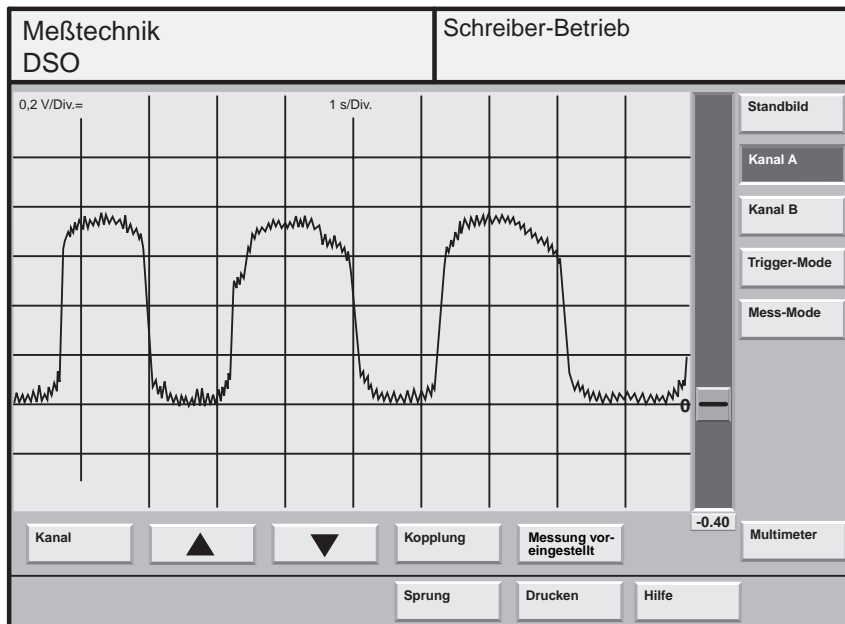 Meßtechnik
DSO
Schreiber-Betrieb
0,2 V/Div.=
1 s/Div.
0
-0.40
Standbild
Kanal A
Kanal B
Trigger-Mode
Mess-Mode
Multimeter
Kanal
Kopplung
Messung vor-
eingestellt
Sprung
Drucken
Hilfe